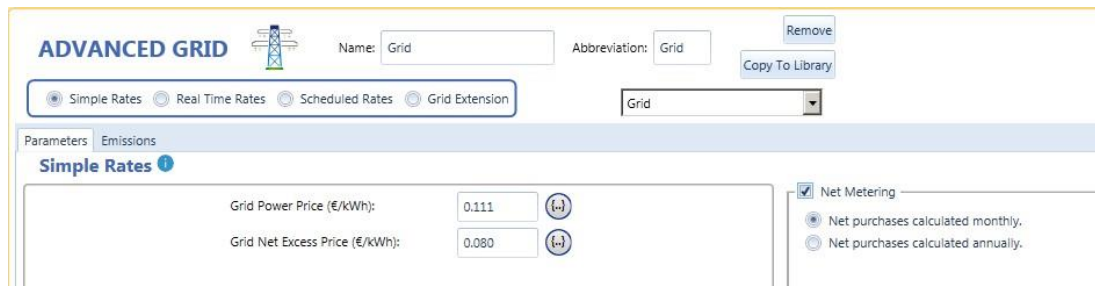 Remove
ADVANCED GRID Name: Grid Abbreviation: Grid
Copy To Library
Simple Rates Real Time Rates Scheduled Rates Grid Extension Grid
Parameters Emissions
Simple Rates i
Net Metering
Grid Power Price (€/kWh): 0.111 {..}
Net purchases calculated monthly.
Grid Net Excess Price (€/kWh): 0.080 {..}
Net purchases calculated annually.